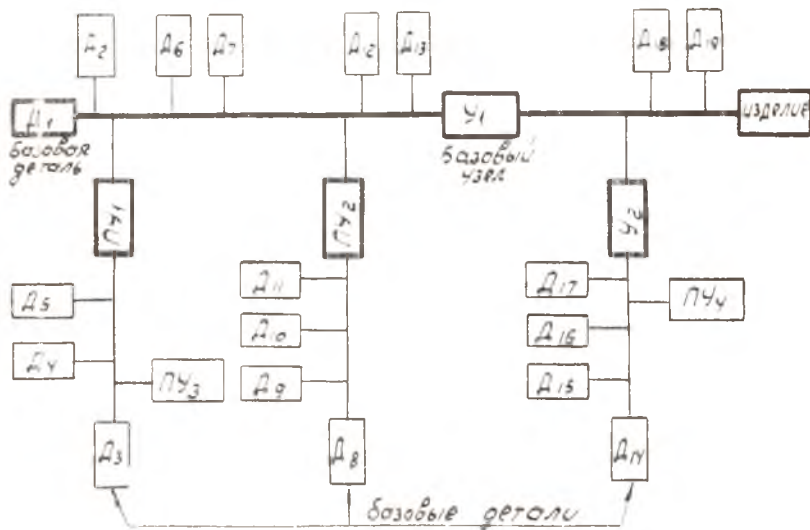 Д2 Д6 Д7 Д12 Д13 Д18 Д19
Д1 У1 изделие
базовая
деталь
базовый
узел
ПУ1 ПУ2 У2
Д5 Д11 Д17 ПУ4
Д10 Д16
Д4 ПУ3 Д9 Д15
Д3 Д8 Д14
базовые детали